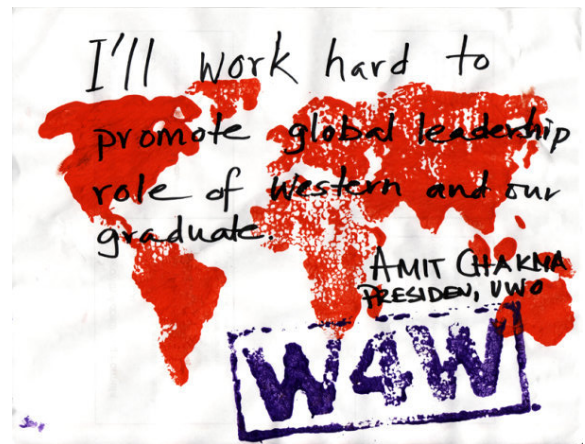 I'll work hard to
promote global leadership
role of Western and our
graduate.
AMIT CHAKMA
PRESIDEN, UWO
W4W